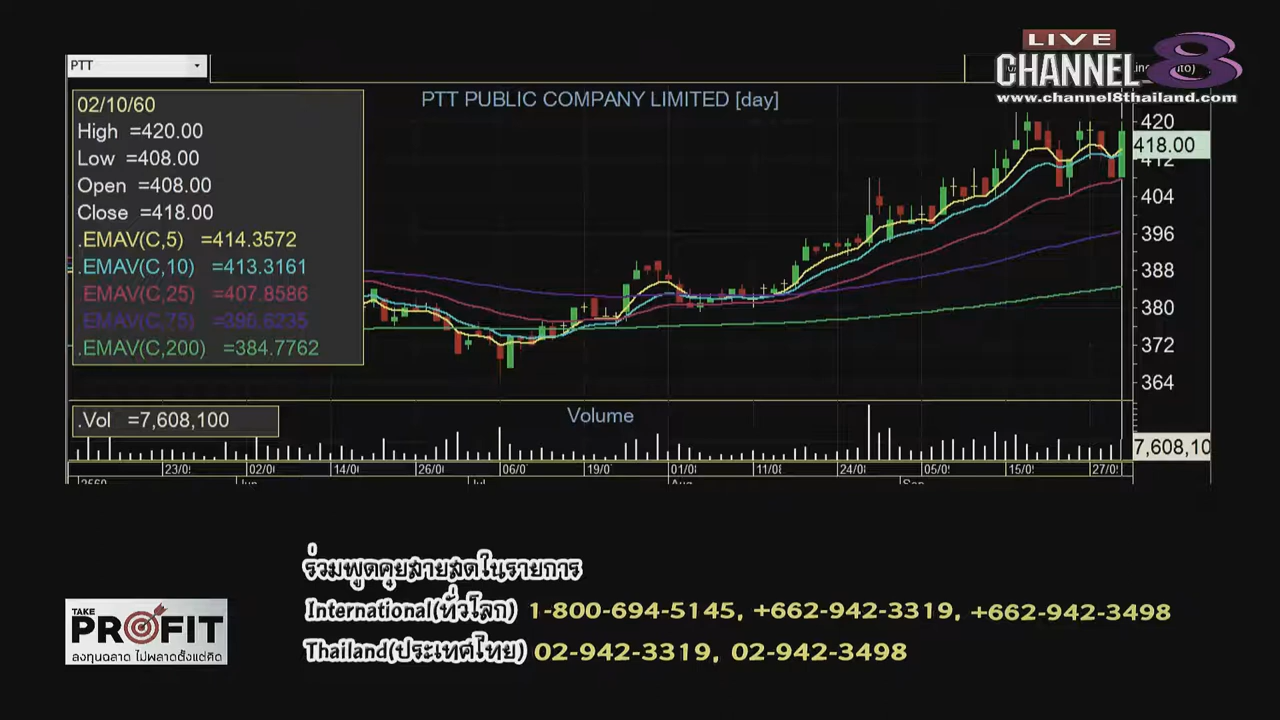 LIVE
CHANNEL 8
www.channel8thailand.com
PTT
PTT PUBLIC COMPANY LIMITED [day]
02/10/60
High =420.00
Low =408.00
Open =408.00
Close =418.00
.EMAV(C,5) =414.3572
.EMAV(C,10) =413.3161
.EMAV(C,25) =407.8586
.EMAV(C,75) =396.6235
.EMAV(C,200) =384.7762
420
418.00
412
404
396
388
380
372
364
.Vol =7,608,100
Volume
7,608,10
23/0
02/0
14/0
26/0
06/0
19/0
01/0
11/0
24/0
05/0
15/0
27/0
2560
Jun
Jul
Aug
Sep
ร่วมพูดคุยสายสดในรายการ
International(ทั่วโลก) 1-800-694-5145, +662-942-3319, +662-942-3498
Thailand(ประเทศไทย) 02-942-3319, 02-942-3498
TAKE
PROFIT
ลงทุนฉลาด ไม่พลาดตั้งแต่คิด